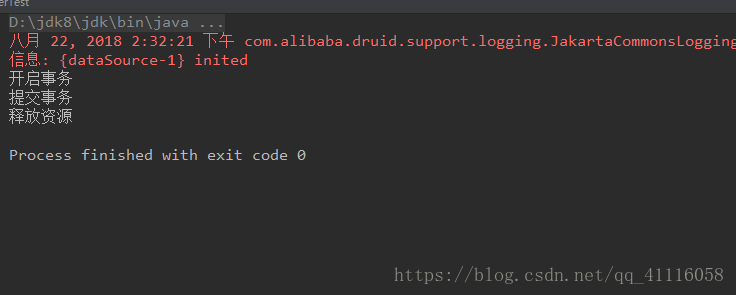 erTest
D:\jdk8\jdk\bin\java ...
八月 22, 2018 2:32:21 下午 com.alibaba.druid.support.logging.JakartaCommonsLogging
信息: {dataSource-1} inited
开启事务
提交事务
释放资源
Process finished with exit code 0
https://blog.csdn.net/qq_41116058